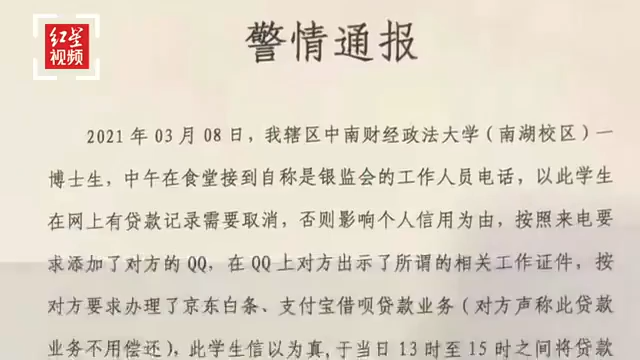 红星
视频
警情通报
2021年03月08日，我辖区中南财经政法大学（南湖校区）一
博士生，中午在食堂接到自称是银监会的工作人员电话，以此学生
在网上有贷款记录需要取消，否则影响个人信用为由，按照来电要
求添加了对方的QQ，在QQ上对方出示了所谓的相关工作证件，按
对方要求办理了京东白条、支付宝借呗贷款业务（对方声称此贷款
业务不用偿还），此学生信以为真，于当日13时至15时之间将贷款